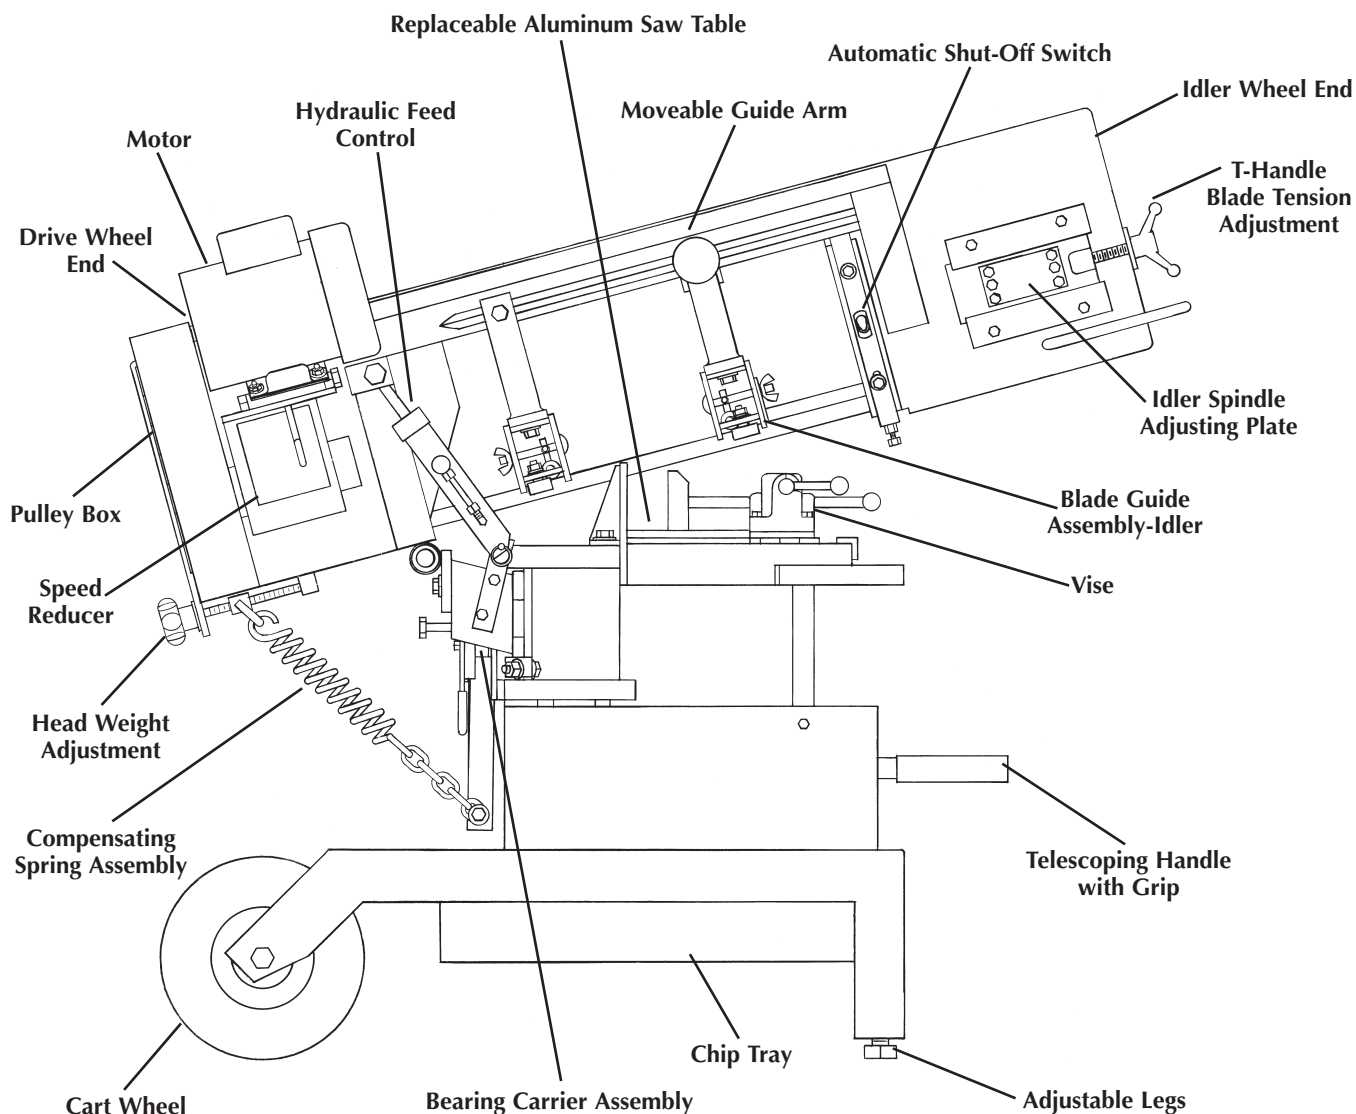 Replaceable Aluminum Saw Table
Automatic Shut-Off Switch
Idler Wheel End
Hydraulic Feed
Control
Moveable Guide Arm
Motor
T-Handle
Blade Tension
Adjustment
Drive Wheel
End
Idler Spindle
Adjusting Plate
Pulley Box
Blade Guide
Assembly-Idler
Speed
Reducer
Vise
Head Weight
Adjustment
Compensating
Spring Assembly
Telescoping Handle
with Grip
Chip Tray
Cart Wheel
Bearing Carrier Assembly
Adjustable Legs